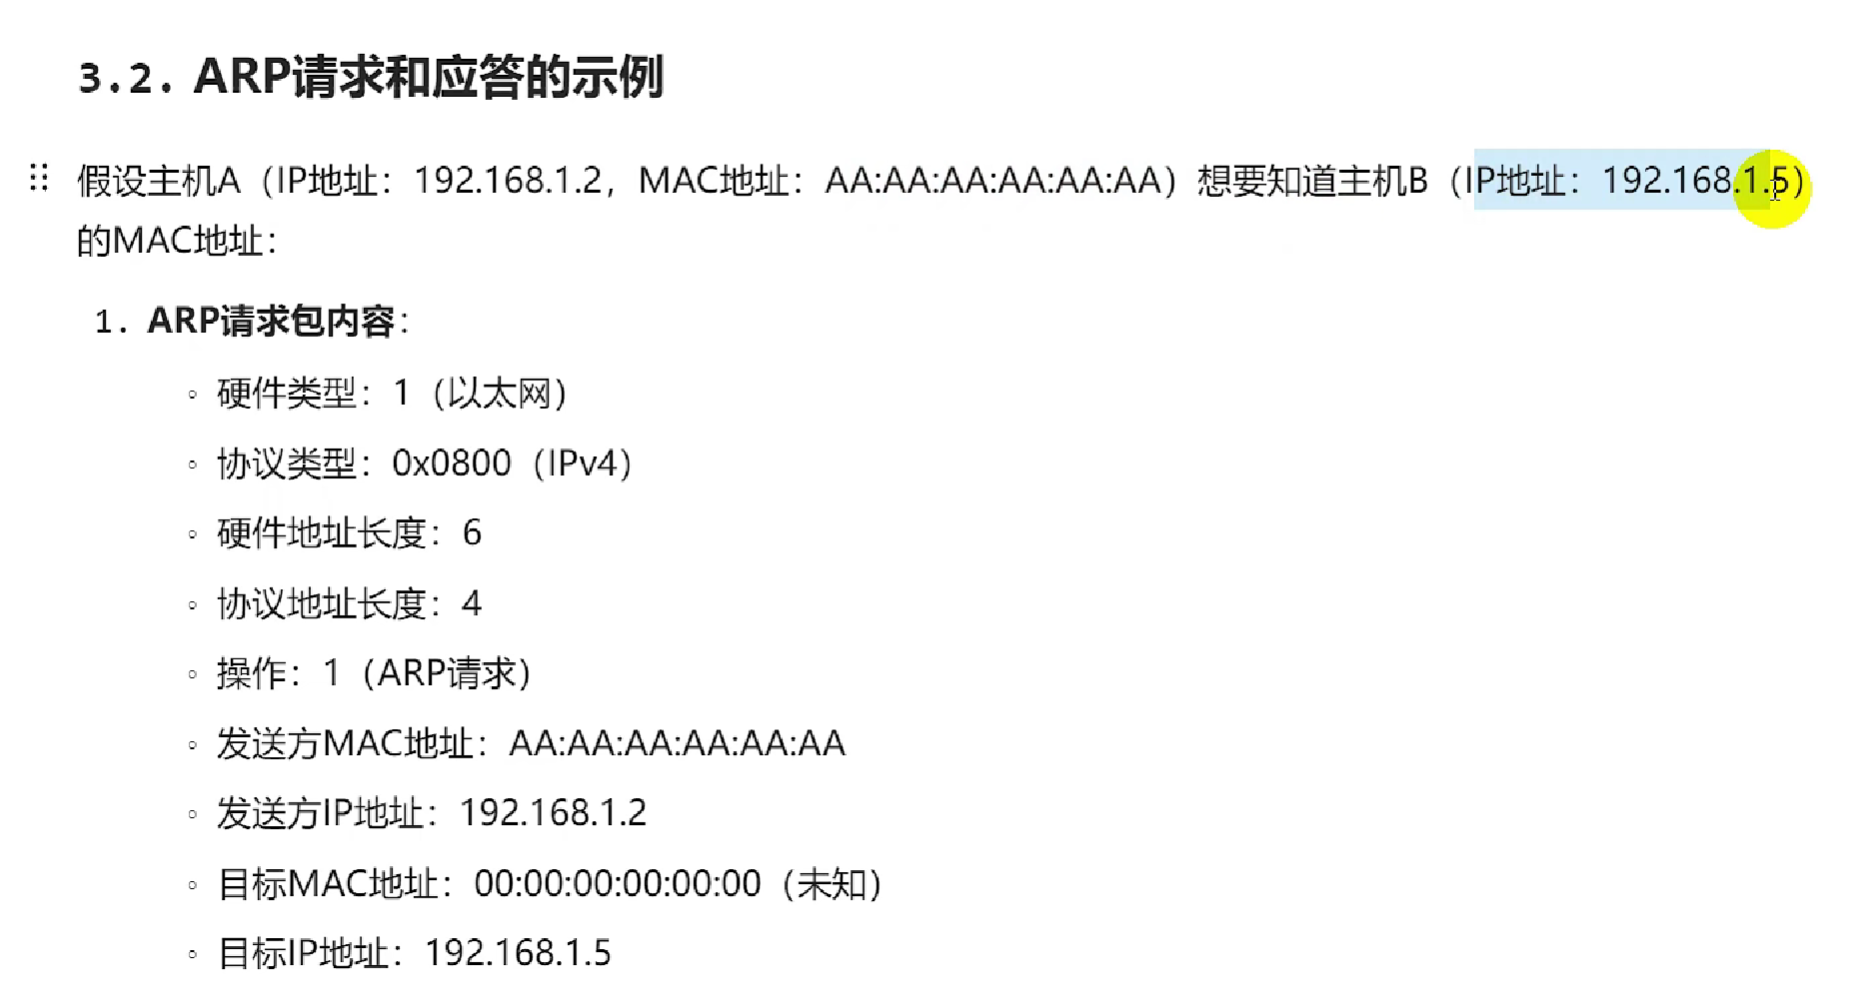 3.2. ARP请求和应答的示例
假设主机A（IP地址：192.168.1.2，MAC地址：AA:AA:AA:AA:AA:AA）想要知道主机B（IP地址：192.168.1.5）
的MAC地址：
1. ARP请求包内容：
◦ 硬件类型：1（以太网）
◦ 协议类型：0x0800（IPv4）
◦ 硬件地址长度：6
◦ 协议地址长度：4
◦ 操作：1（ARP请求）
◦ 发送方MAC地址：AA:AA:AA:AA:AA:AA
◦ 发送方IP地址：192.168.1.2
◦ 目标MAC地址：00:00:00:00:00:00（未知）
◦ 目标IP地址：192.168.1.5